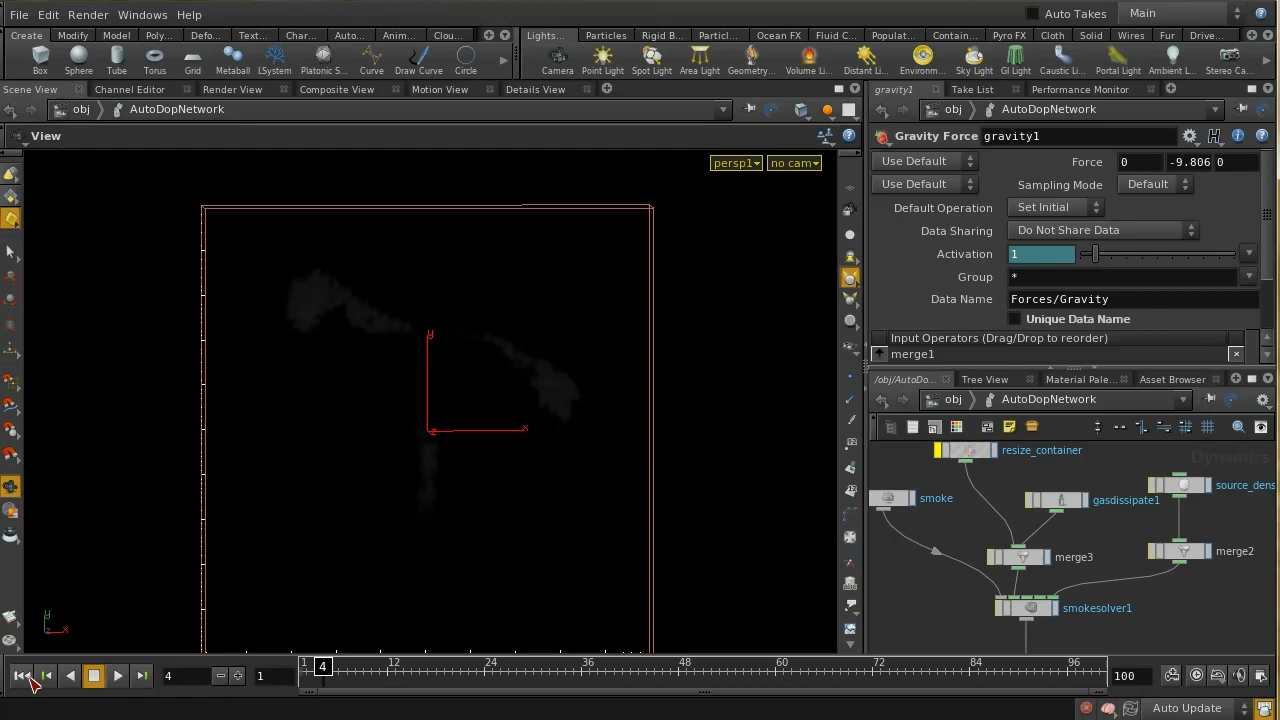 File Edit Render Windows Help Auto Takes Main
Create Modify Model Poly... Defo... Text... Char... Auto... Anim... Clou... Lights... Particles Rigid B... Particl... Ocean FX Fluid C... Populat... Contain... Pyro FX Cloth Solid Wires Fur Drive...
Box Sphere Tube Torus Grid Metaball LSystem Platonic S... Curve Draw Curve Circle Camera Point Light Spot Light Area Light Geometry... Volume Li... Distant Li... Environm... Sky Light GI Light Caustic Li... Portal Light Ambient L... Stereo Ca...
Scene View Channel Editor Render View Composite View Motion View Details View gravity1 Take List Performance Monitor
obj AutoDopNetwork obj AutoDopNetwork
View Gravity Force gravity1
persp1 no cam
Use Default Force 0 -9.806 0
Use Default Sampling Mode Default
Default Operation Set Initial
Data Sharing Do Not Share Data
Activation 1
Group *
Data Name Forces/Gravity
Unique Data Name
Input Operators (Drag/Drop to reorder)
merge1
/obj/AutoDo... Tree View Material Pale... Asset Browser
obj AutoDopNetwork
Dynamics
resize_container
source_dens
smoke
gasdissipate1
merge3
merge2
smokesolver1
y
x
z
y
x
z
4 1 1 4 12 24 36 48 60 72 84 96 100
Auto Update